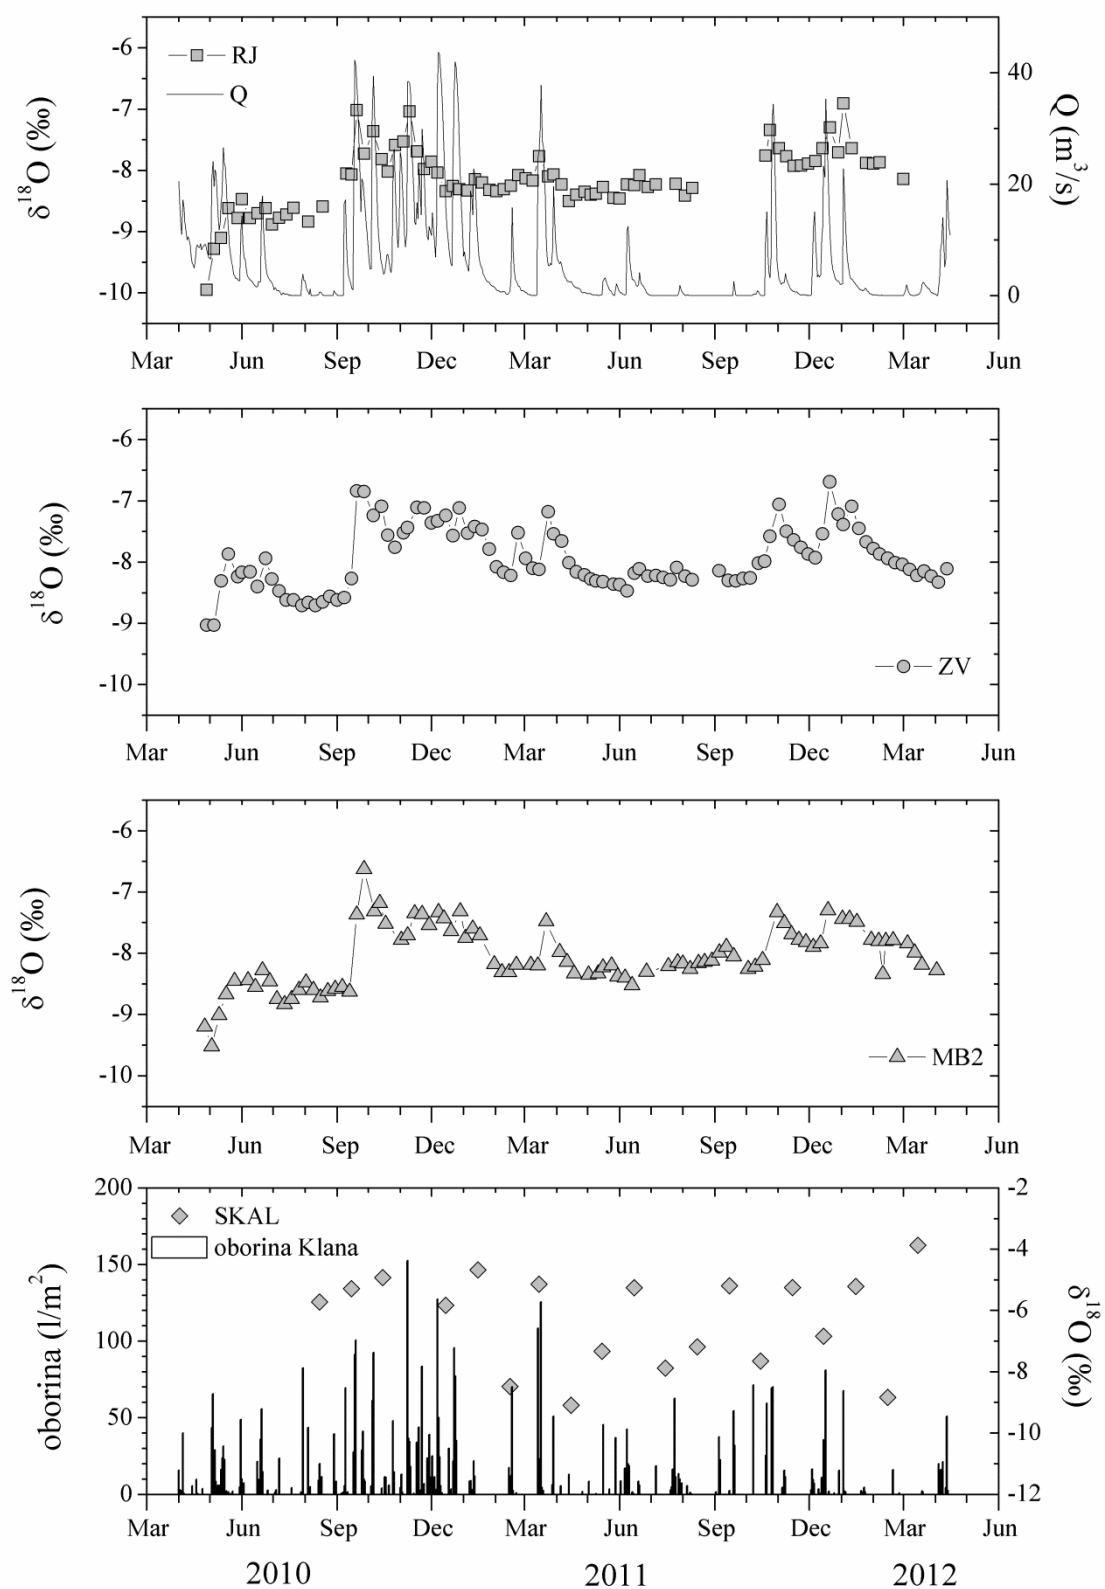 -6
-7
-8
-9
-10
δ¹⁸O (‰)
RJ
Q
40
20
0
Q (m³/s)
Mar Jun Sep Dec Mar Jun Sep Dec Mar Jun
-6
-7
-8
-9
-10
δ¹⁸O (‰)
ZV
Mar Jun Sep Dec Mar Jun Sep Dec Mar Jun
-6
-7
-8
-9
-10
δ¹⁸O (‰)
MB2
Mar Jun Sep Dec Mar Jun Sep Dec Mar Jun
200
150
100
50
0
oborina (l/m²)
SKAL
oborina Klana
-2
-4
-6
-8
-10
-12
δ¹⁸O (‰)
Mar Jun Sep Dec Mar Jun Sep Dec Mar Jun
2010 2011 2012